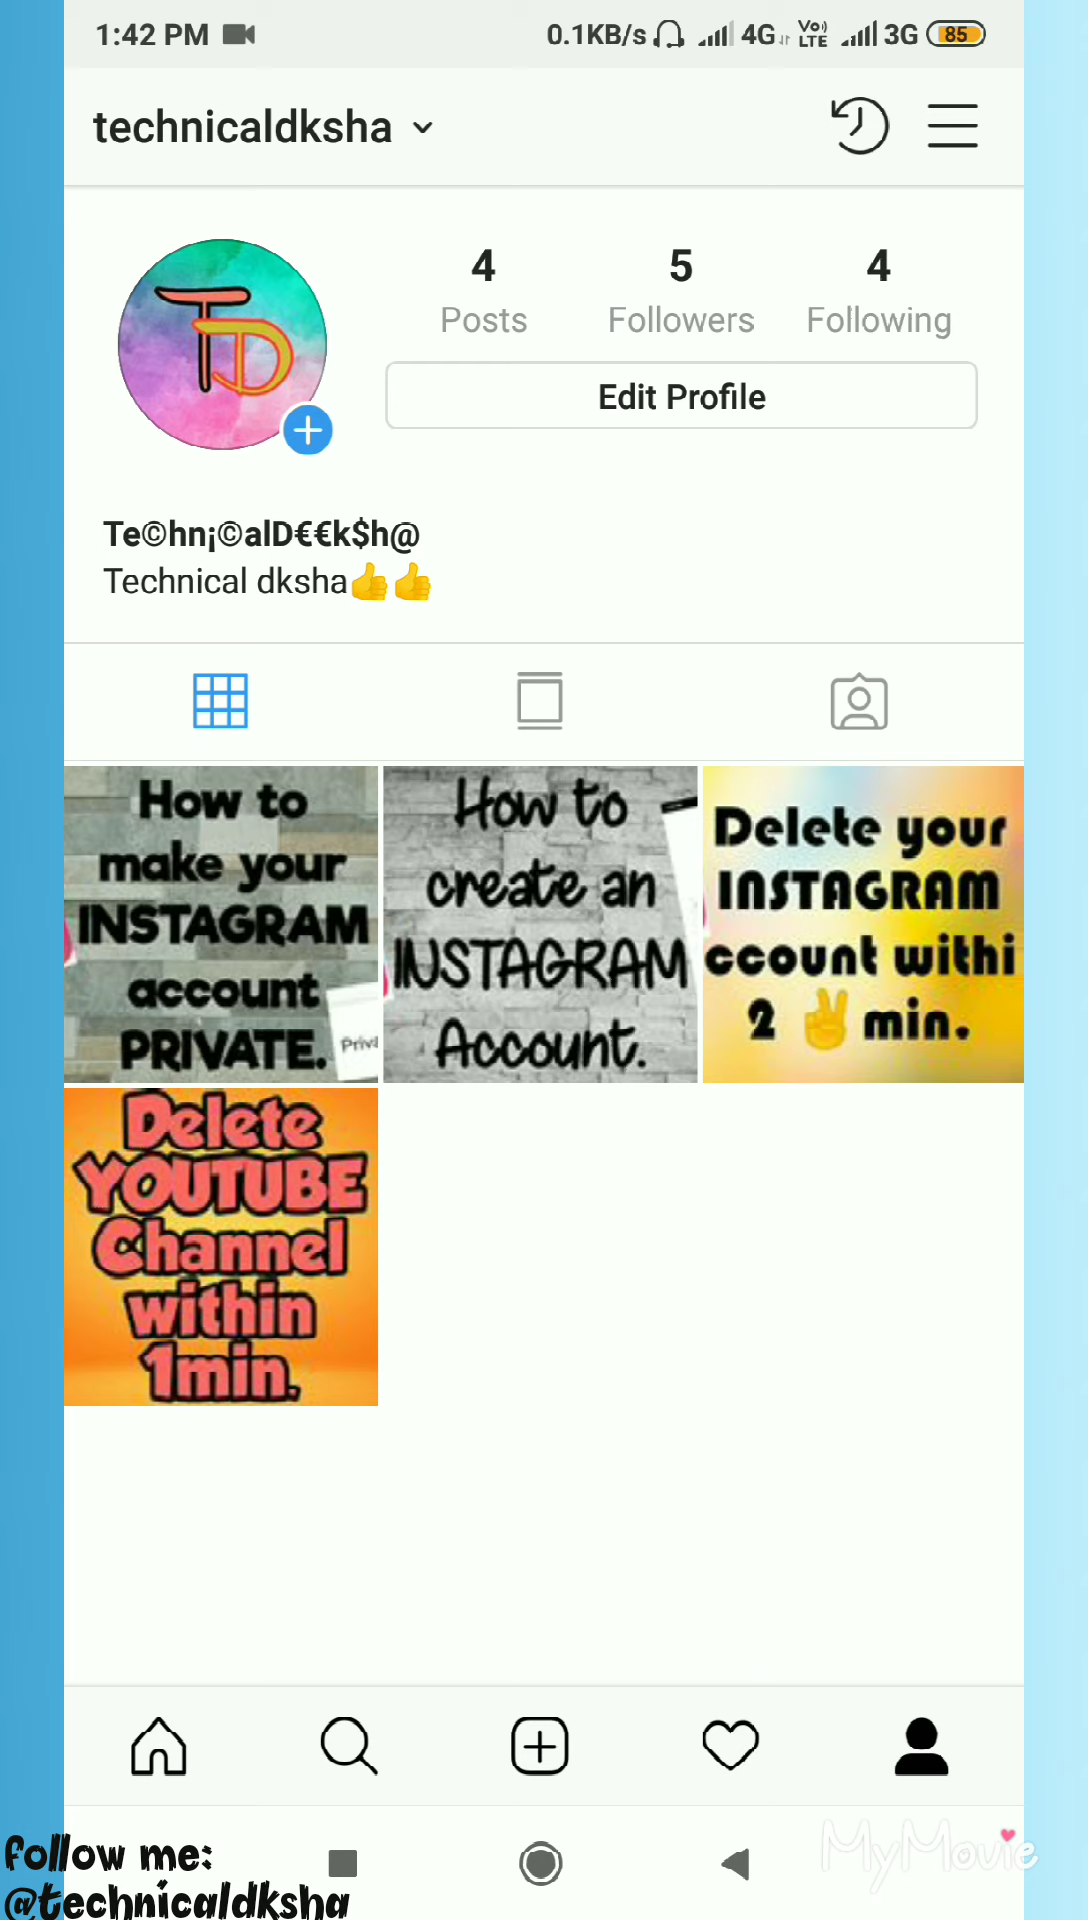 1:42 PM 0.1KB/s 4G VoLTE 3G 85
technicaldksha
TD
4 5 4
Posts Followers Following
Edit Profile
Te©hn¡©alD€€k$h@
Technical dksha👍👍
How to
make your
INSTAGRAM
account
PRIVATE.
How to
create an
INSTAGRAM
Account.
Delete your
INSTAGRAM
ccount withi
2 ✌ min.
Delete
YOUTUBE
Channel
within
1min.
follow me:
@technicaldksha
MyMovie